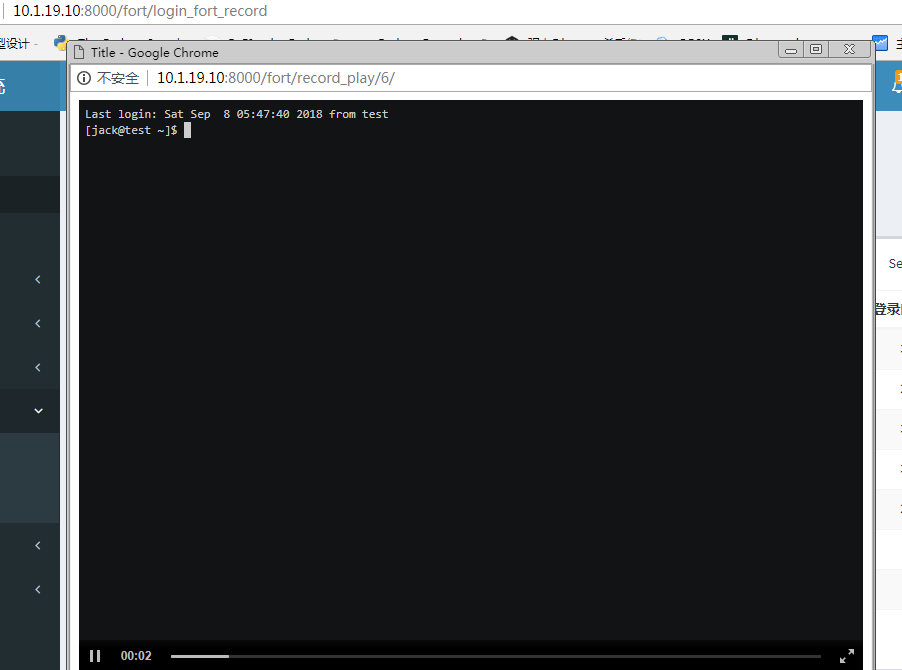 10.1.19.10:8000/fort/login_fort_record
型设计
Title - Google Chrome
不安全
10.1.19.10:8000/fort/record_play/6/
Last login: Sat Sep  8 05:47:40 2018 from test
[jack@test ~]$
Se
登录
00:02